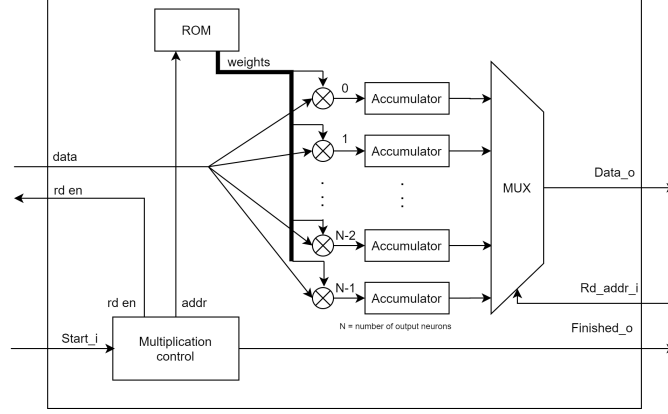 ROM
weights
0
Accumulator
1
Accumulator
data
Data_o
MUX
rd en
N-2
Accumulator
N-1
Accumulator
Rd_addr_i
rd en
addr
N = number of output neurons
Finished_o
Start_i
Multiplication
control